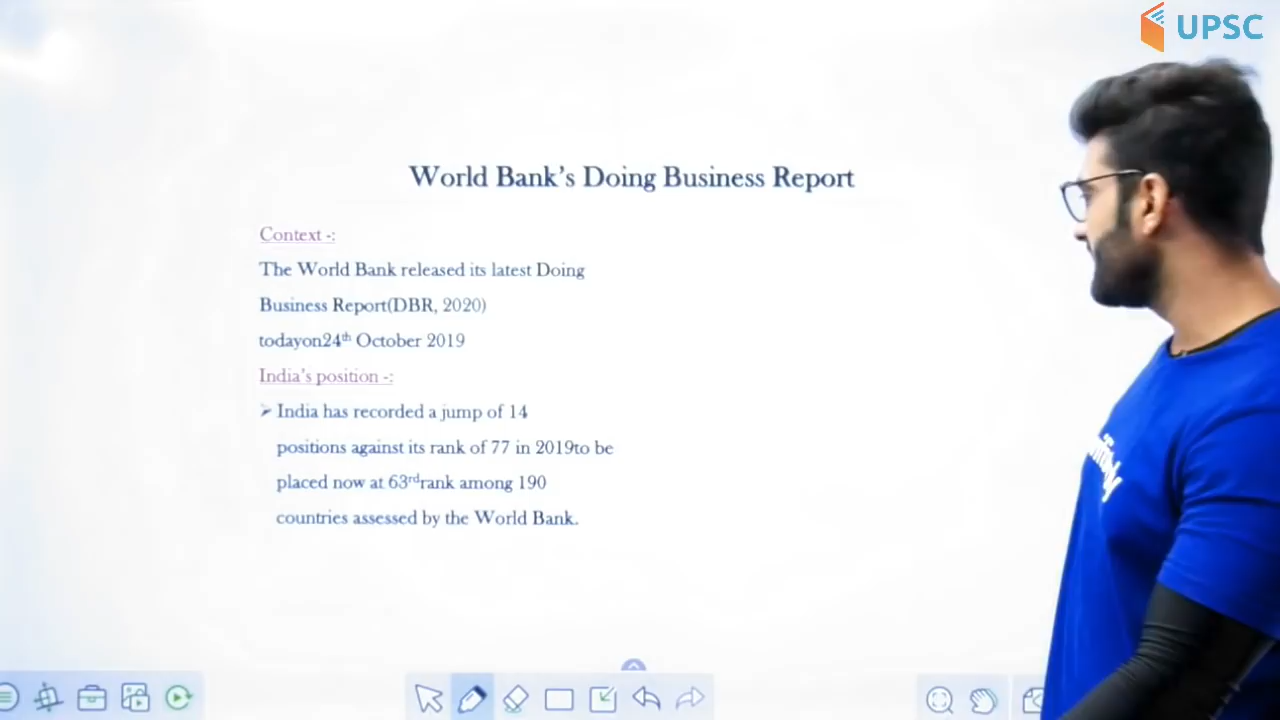 UPSC
World Bank's Doing Business Report
Context -:
The World Bank released its latest Doing
Business Report(DBR, 2020)
todayon24th October 2019
India's position -:
➤ India has recorded a jump of 14
positions against its rank of 77 in 2019to be
placed now at 63rdrank among 190
countries assessed by the World Bank.